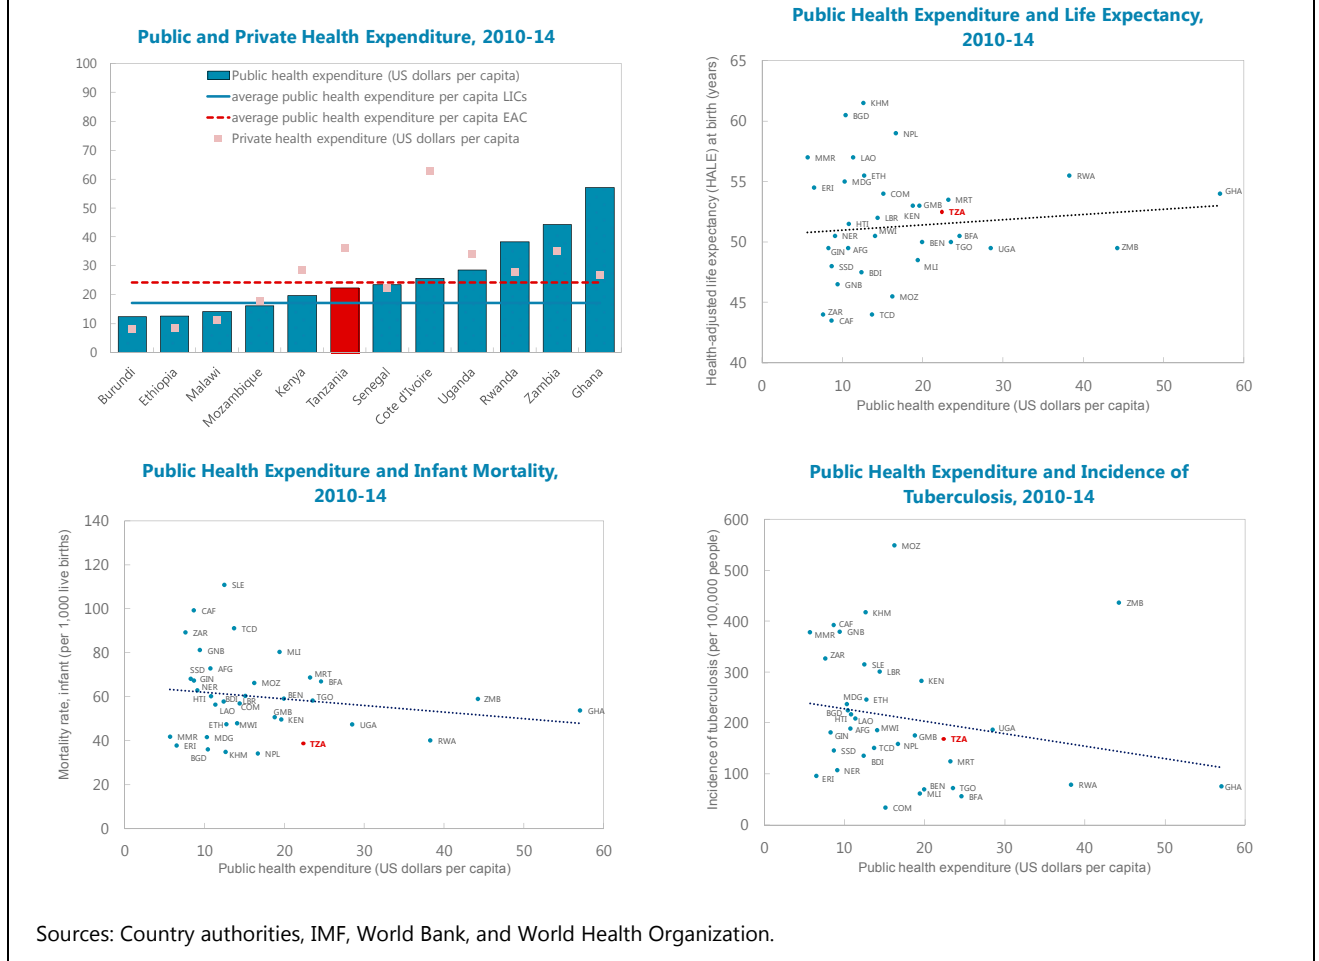 Public and Private Health Expenditure, 2010-14
100
90
80
70
60
50
40
30
20
10
0
Public health expenditure (US dollars per capita)
average public health expenditure per capita LICs
average public health expenditure per capita EAC
Private health expenditure (US dollars per capita
Burundi
Ethiopia
Malawi
Mozambique
Kenya
Tanzania
Senegal
Cote d'Ivoire
Uganda
Rwanda
Zambia
Ghana
Public Health Expenditure and Life Expectancy,
2010-14
Health-adjusted life expectancy (HALE) at birth (years)
65
60
55
50
45
40
KHM
BGD
NPL
MMR
LAO
ETH
MDG
ERI
COM
RWA
GHA
MRT
GMB
TZA
LBR
KEN
HTI
MWI
NER
BFA
BEN
TGO
GIN
AFG
UGA
ZMB
SSD
MLI
BDI
GNB
MOZ
ZAR
CAF
TCD
0
10
20
30
40
50
60
Public health expenditure (US dollars per capita)
Public Health Expenditure and Infant Mortality,
2010-14
Mortality rate, infant (per 1,000 live births)
140
120
100
80
60
40
20
0
SLE
CAF
ZAR
TCD
GNB
MLI
SSD
AFG
GIN
MRT
BFA
MOZ
NER
HTI
BDI
LBR
BEN
TGO
ZMB
LAO
COM
GMB
GHA
KEN
ETH
MWI
UGA
MMR
MDG
TZA
RWA
ERI
BGD
KHM
NPL
0
10
20
30
40
50
60
Public health expenditure (US dollars per capita)
Public Health Expenditure and Incidence of
Tuberculosis, 2010-14
Incidence of tuberculosis (per 100,000 people)
600
500
400
300
200
100
0
MOZ
ZMB
KHM
CAF
MMR
GNB
ZAR
SLE
LBR
KEN
MDG
ETH
BGD
HTI
LAO
AFG
MWI
UGA
GIN
GMB
TZA
SSD
TCD
NPL
BDI
MRT
NER
ERI
BEN
TGO
RWA
GHA
MLI
BFA
COM
0
10
20
30
40
50
60
Public health expenditure (US dollars per capita)
Sources: Country authorities, IMF, World Bank, and World Health Organization.